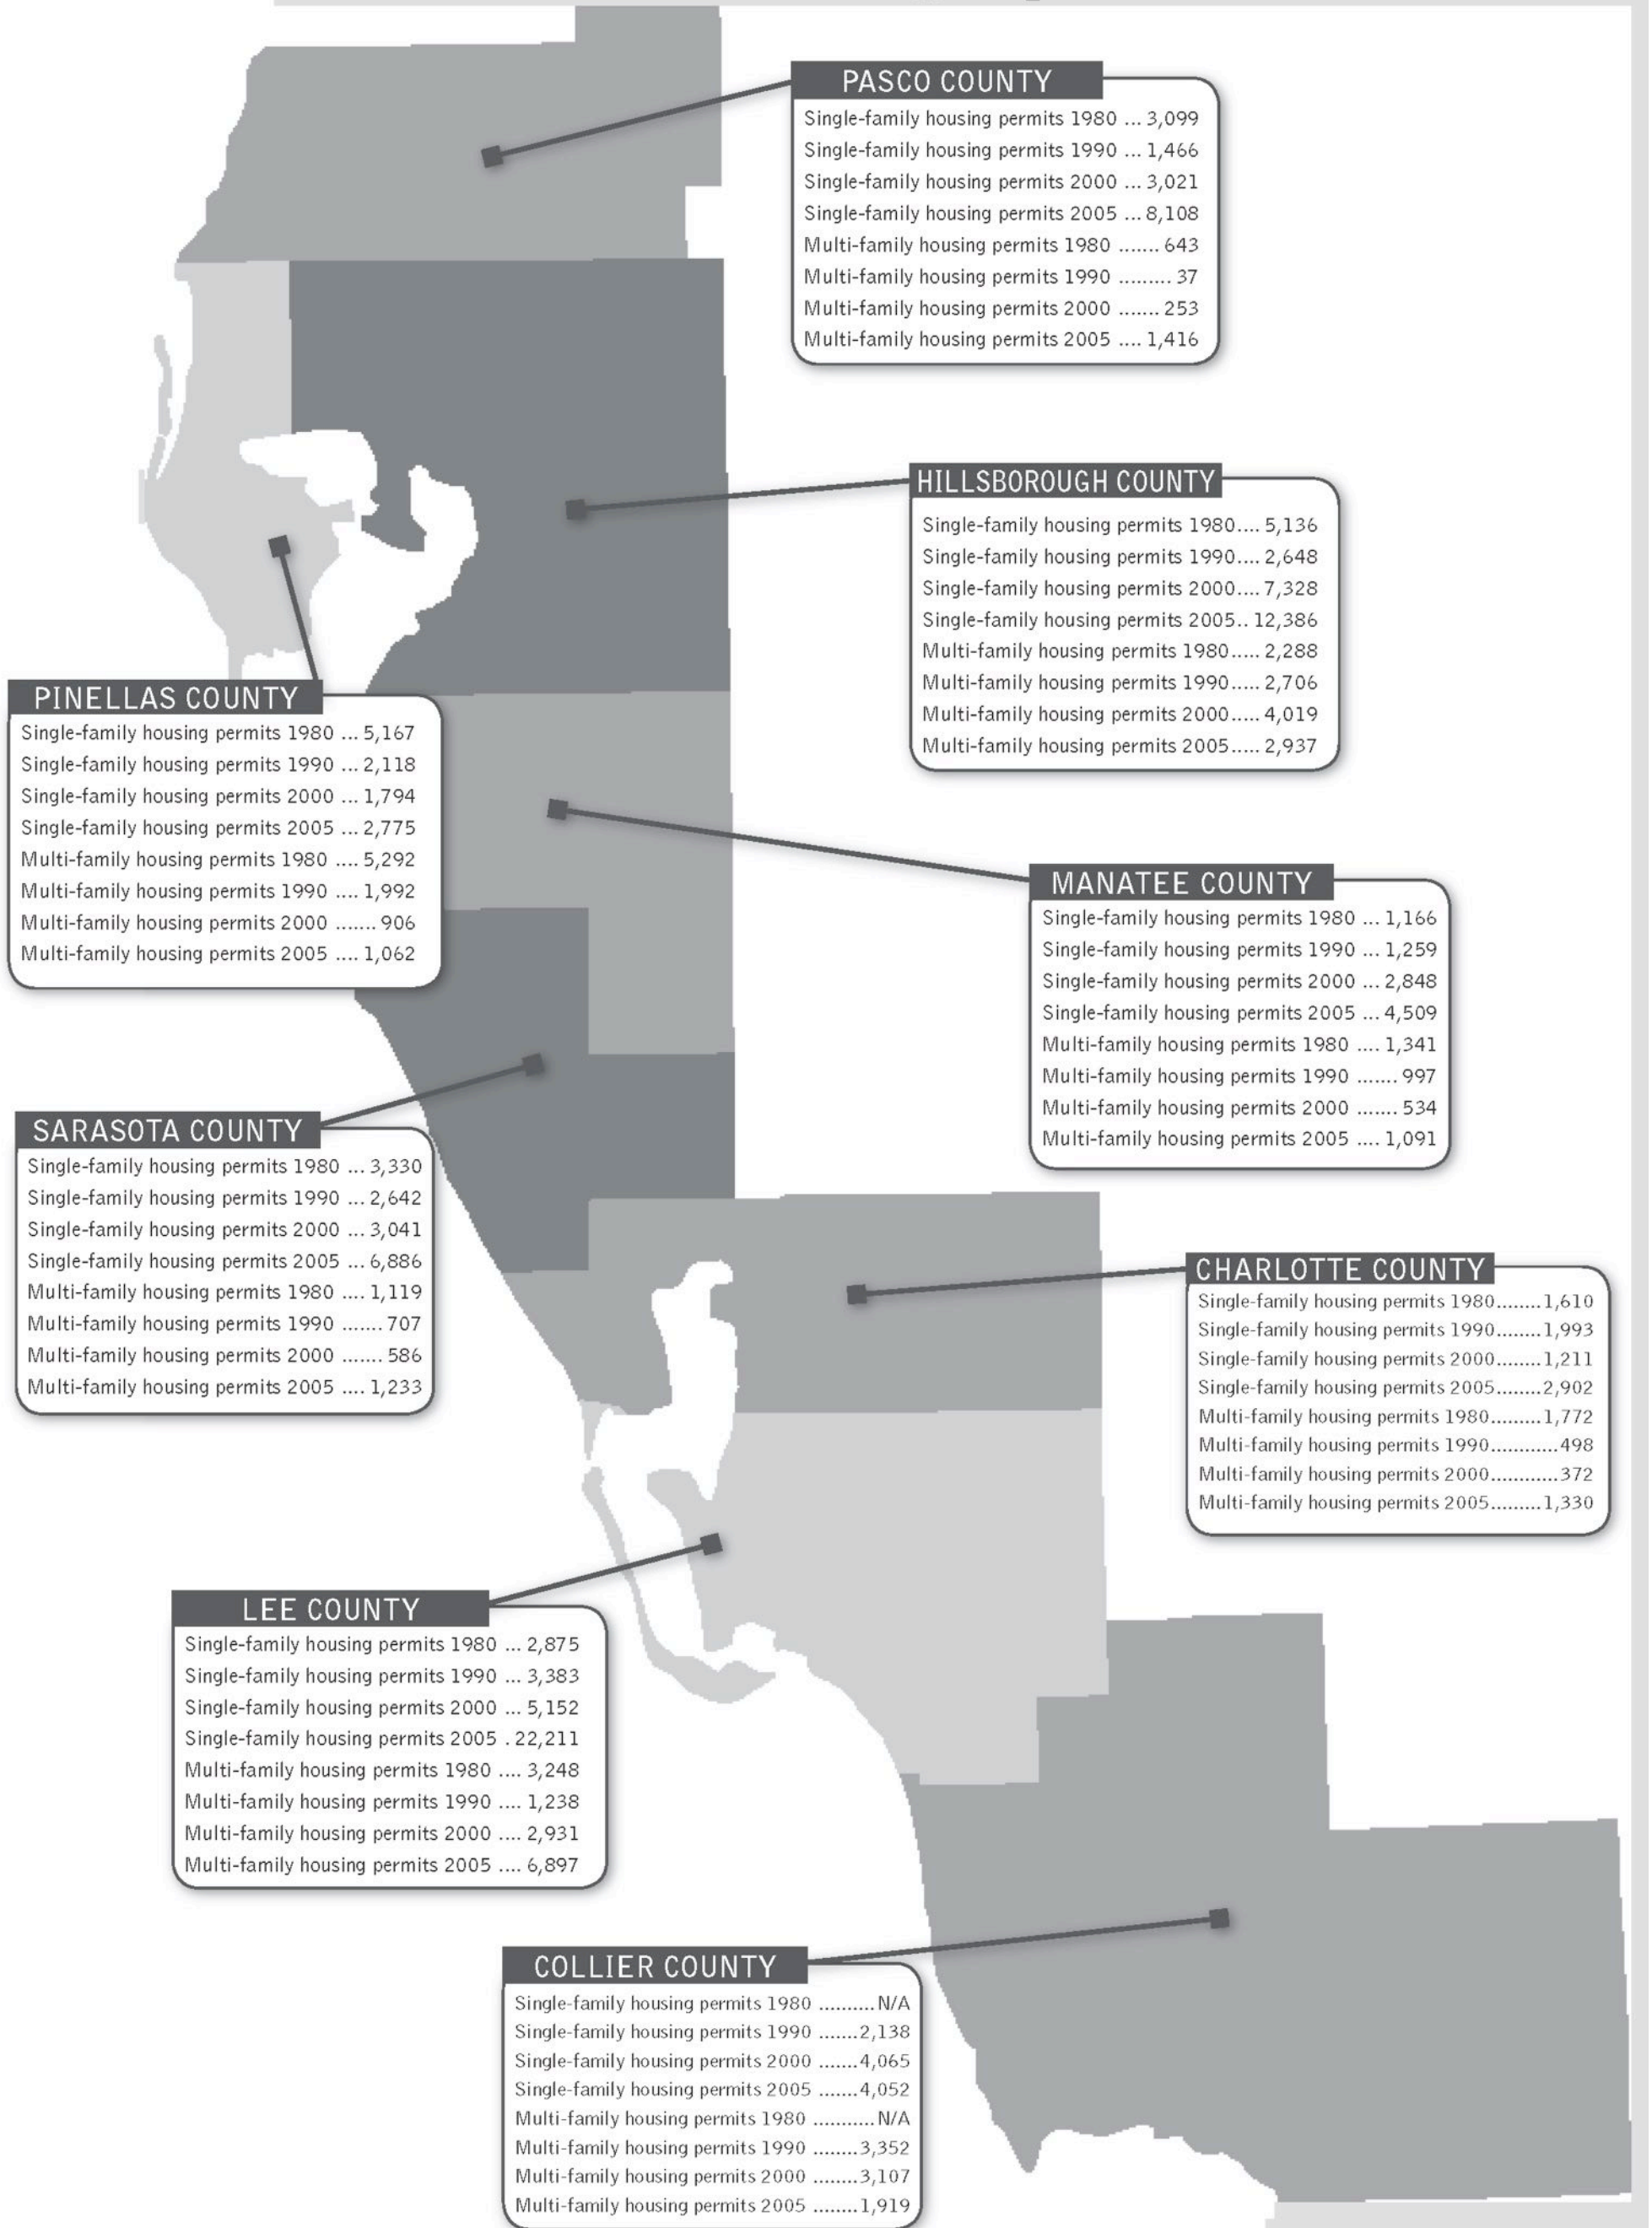 PASCO COUNTY
Single-family housing permits 1980 ... 3,099
Single-family housing permits 1990 ... 1,466
Single-family housing permits 2000 ... 3,021
Single-family housing permits 2005 ... 8,108
Multi-family housing permits 1980 ....... 643
Multi-family housing permits 1990 ......... 37
Multi-family housing permits 2000 ....... 253
Multi-family housing permits 2005 .... 1,416
HILLSBOROUGH COUNTY
Single-family housing permits 1980.... 5,136
Single-family housing permits 1990.... 2,648
Single-family housing permits 2000.... 7,328
Single-family housing permits 2005.. 12,386
Multi-family housing permits 1980..... 2,288
Multi-family housing permits 1990..... 2,706
Multi-family housing permits 2000..... 4,019
Multi-family housing permits 2005..... 2,937
PINELLAS COUNTY
Single-family housing permits 1980 ... 5,167
Single-family housing permits 1990 ... 2,118
Single-family housing permits 2000 ... 1,794
Single-family housing permits 2005 ... 2,775
Multi-family housing permits 1980 .... 5,292
Multi-family housing permits 1990 .... 1,992
Multi-family housing permits 2000 ....... 906
Multi-family housing permits 2005 .... 1,062
MANATEE COUNTY
Single-family housing permits 1980 ... 1,166
Single-family housing permits 1990 ... 1,259
Single-family housing permits 2000 ... 2,848
Single-family housing permits 2005 ... 4,509
Multi-family housing permits 1980 .... 1,341
Multi-family housing permits 1990 ....... 997
Multi-family housing permits 2000 ....... 534
Multi-family housing permits 2005 .... 1,091
SARASOTA COUNTY
Single-family housing permits 1980 ... 3,330
Single-family housing permits 1990 ... 2,642
Single-family housing permits 2000 ... 3,041
Single-family housing permits 2005 ... 6,886
Multi-family housing permits 1980 .... 1,119
Multi-family housing permits 1990 ....... 707
Multi-family housing permits 2000 ....... 586
Multi-family housing permits 2005 .... 1,233
CHARLOTTE COUNTY
Single-family housing permits 1980........1,610
Single-family housing permits 1990........1,993
Single-family housing permits 2000........1,211
Single-family housing permits 2005........2,902
Multi-family housing permits 1980.........1,772
Multi-family housing permits 1990............498
Multi-family housing permits 2000............372
Multi-family housing permits 2005.........1,330
LEE COUNTY
Single-family housing permits 1980 ... 2,875
Single-family housing permits 1990 ... 3,383
Single-family housing permits 2000 ... 5,152
Single-family housing permits 2005 . 22,211
Multi-family housing permits 1980 .... 3,248
Multi-family housing permits 1990 .... 1,238
Multi-family housing permits 2000 .... 2,931
Multi-family housing permits 2005 .... 6,897
COLLIER COUNTY
Single-family housing permits 1980 ..........N/A
Single-family housing permits 1990 .......2,138
Single-family housing permits 2000 .......4,065
Single-family housing permits 2005 .......4,052
Multi-family housing permits 1980 ...........N/A
Multi-family housing permits 1990 ........3,352
Multi-family housing permits 2000 ........3,107
Multi-family housing permits 2005 ........1,919